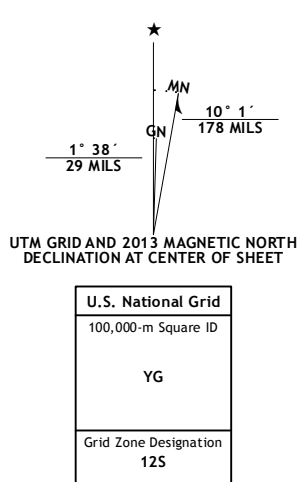 MN
GN
10° 1´
178 MILS
1° 38´
29 MILS
UTM GRID AND 2013 MAGNETIC NORTH
DECLINATION AT CENTER OF SHEET
U.S. National Grid
100,000-m Square ID
YG
Grid Zone Designation
12S